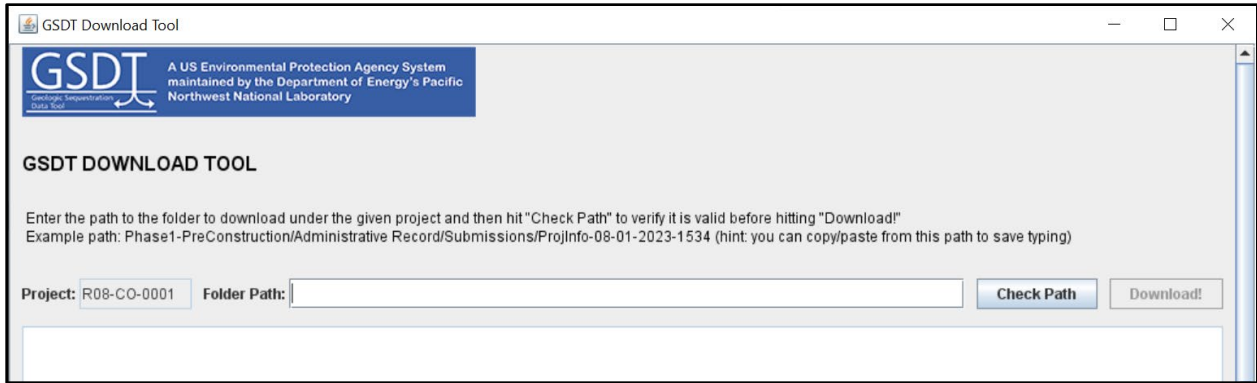 GSDT Download Tool
GSDT
Geologic Sequestration
Data Tool
A US Environmental Protection Agency System
maintained by the Department of Energy's Pacific
Northwest National Laboratory
GSDT DOWNLOAD TOOL
Enter the path to the folder to download under the given project and then hit "Check Path" to verify it is valid before hitting "Download!"
Example path: Phase1-PreConstruction/Administrative Record/Submissions/ProjInfo-08-01-2023-1534 (hint: you can copy/paste from this path to save typing)
Project: R08-CO-0001 Folder Path: Check Path Download!